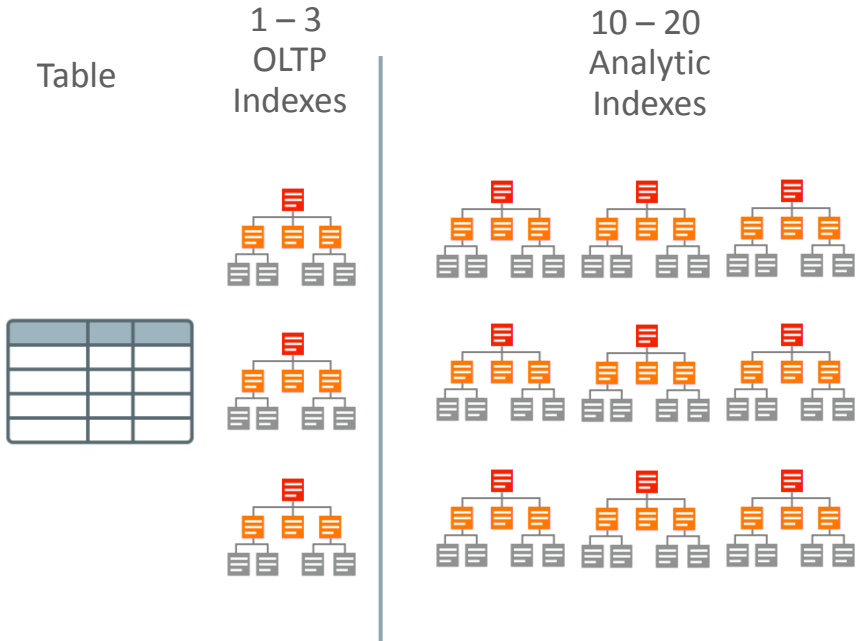 Table
1 – 3
OLTP
Indexes
10 – 20
Analytic
Indexes